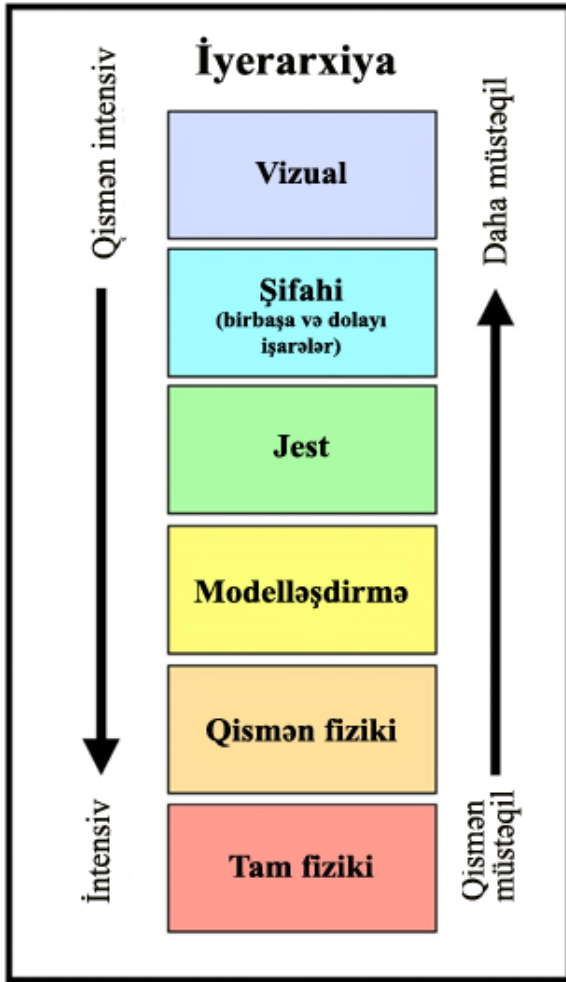 İyerarxiya
Qismən intensiv
Daha müstəqil
Vizual
Şifahi
(birbaşa və dolayı
işarələr)
Jest
Modelləşdirmə
Qismən fiziki
Tam fiziki
İntensiv
Qismən
müstəqil